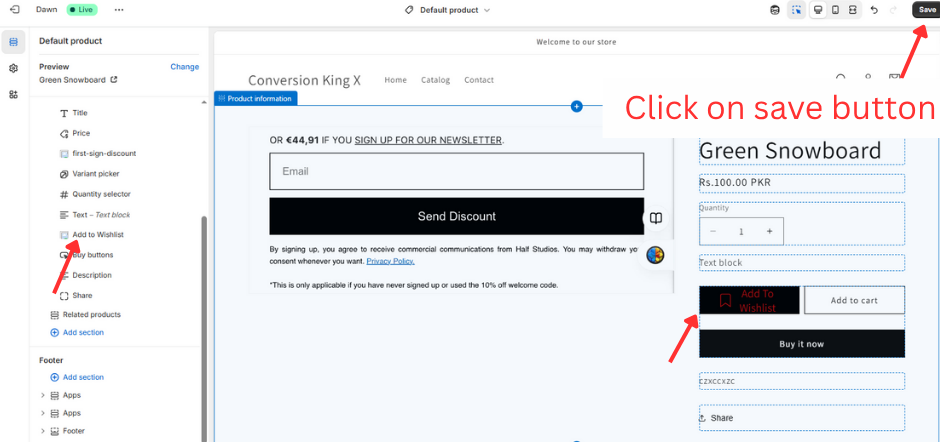 Dawn
Live
Default product
Save
Default product
Preview
Change
Green Snowboard
Title
Price
first-sign-discount
Variant picker
Quantity selector
Text – Text block
Add to Wishlist
Buy buttons
Description
Share
Related products
Add section
Footer
Add section
Apps
Apps
Footer
Welcome to our store
Conversion King X
Home
Catalog
Contact
Product information
Click on save button
OR €44,91 IF YOU SIGN UP FOR OUR NEWSLETTER.
Email
Send Discount
By signing up, you agree to receive commercial communications from Half Studios. You may withdraw
consent whenever you want. Privacy Policy.
*This is only applicable if you have never signed up or used the 10% off welcome code.
Green Snowboard
Rs.100.00 PKR
Quantity
− 1 +
Text block
Add To
Wishlist
Add to cart
Buy it now
czxccxzc
Share